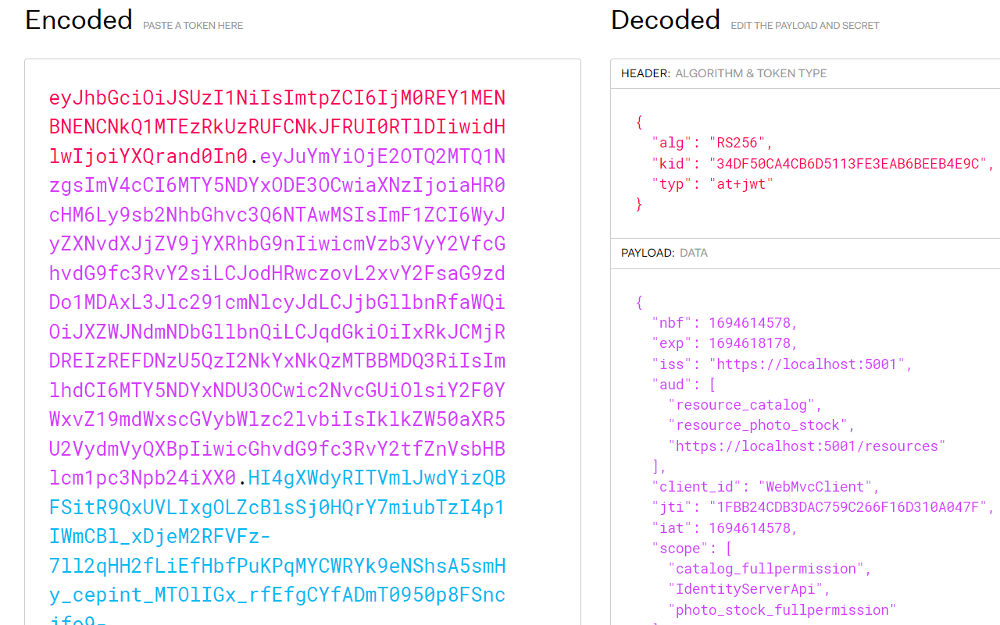 Encoded PASTE A TOKEN HERE
eyJhbGciOiJSUzI1NiIsImtpZCI6IjM0REY1MEN
BNENCNkQ1MTEzRkUzRUFCNkJFRUI0RTlDIiwidH
lwIjoiYXQrand0In0.eyJuYmYiOjE2OTQ2MTQ1N
zgsImV4cCI6MTY5NDYxODE3OCwiaXNzIjoiaHR0
cHM6Ly9sb2NhbGhvc3Q6NTAwMSIsImF1ZCI6WyJ
yZXNvdXJjZV9jYXRhbG9nIiwicmVzb3VyY2VfcG
hvdG9fc3RvY2siLCJodHRwczovL2xvY2FsaG9zd
Do1MDAxL3Jlc291cmNlcyJdLCJjbGllbnRfaWQi
OiJXZWJNdmNDbGllbnQiLCJqdGkiOiIxRkJCMjR
DREIzREFDNzU5QzI2NkYxNkQzMTBBMDQ3RiIsIm
lhdCI6MTY5NDYxNDU3OCwic2NvcGUiOlsiY2F0Y
WxvZ19mdWxscGVybWlzc2lvbiIsIklkZW50aXR5
U2VydmVyQXBpIiwicGhvdG9fc3RvY2tfZnVsbHB
lcm1pc3Npb24iXX0.HI4gXWdyRITVmlJwdYizQB
FSitR9QxUVLIxgOLZcBlsSj0HQrY7miubTzI4p1
IWmCBl_xDjeM2RFVFz-
7ll2qHH2fLiEfHbfPuKPqMYCWRYk9eNShsA5smH
y_cepint_MTOlIGx_rfEfgCYfADmT0950p8FSnc
Decoded EDIT THE PAYLOAD AND SECRET
HEADER: ALGORITHM & TOKEN TYPE
{
"alg": "RS256",
"kid": "34DF50CA4CB6D5113FE3EAB6BEEB4E9C",
"typ": "at+jwt"
}
PAYLOAD: DATA
{
"nbf": 1694614578,
"exp": 1694618178,
"iss": "https://localhost:5001",
"aud": [
"resource_catalog",
"resource_photo_stock",
"https://localhost:5001/resources"
],
"client_id": "WebMvcClient",
"jti": "1FBB24CDB3DAC759C266F16D310A047F",
"iat": 1694614578,
"scope": [
"catalog_fullpermission",
"IdentityServerApi",
"photo_stock_fullpermission"